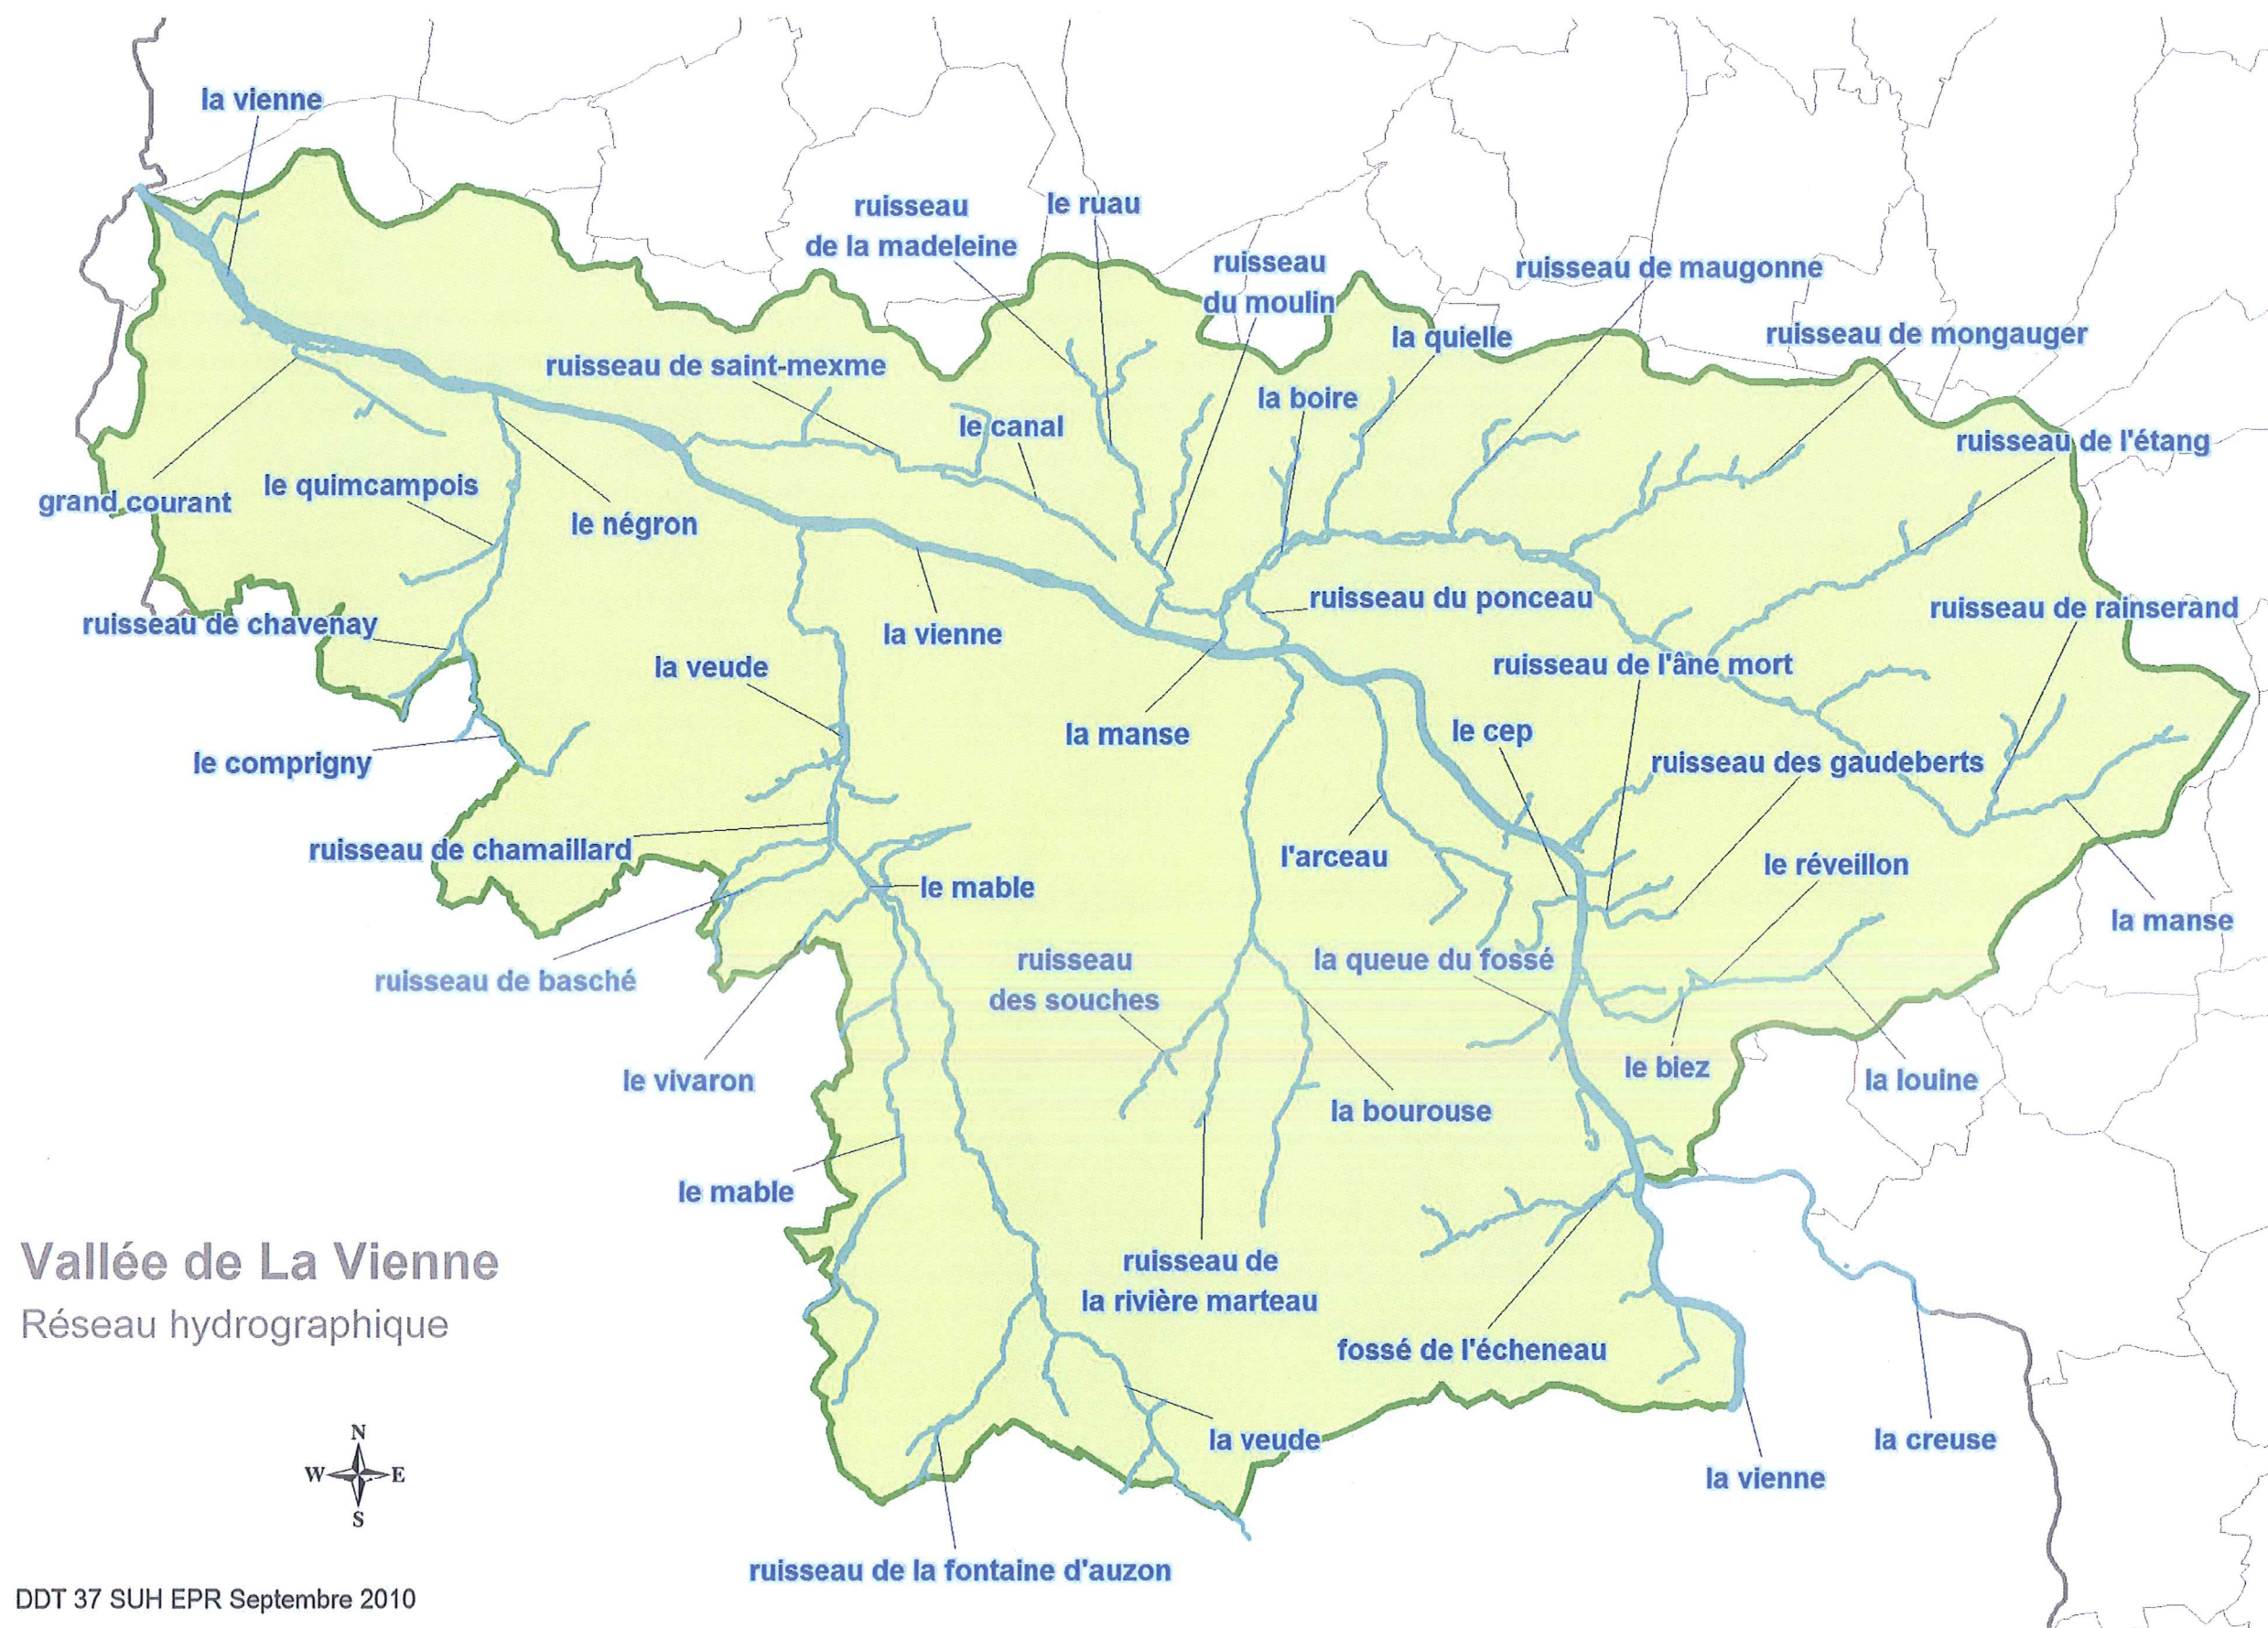 la vienne
ruisseau
de la madeleine
le ruau
ruisseau
du moulin
ruisseau de maugonne
la quielle
ruisseau de mongauger
ruisseau de saint-mexme
la boire
le canal
ruisseau de l'étang
grand courant
le quimcampois
le négron
ruisseau du ponceau
ruisseau de rainserand
ruisseau de chavenay
la vienne
la veude
ruisseau de l'âne mort
la manse
le cep
le comprigny
ruisseau des gaudeberts
ruisseau de chamaillard
l'arceau
le réveillon
le mable
la manse
ruisseau de basché
ruisseau
des souches
la queue du fossé
le vivaron
le biez
la louine
la bourouse
le mable
Vallée de La Vienne
Réseau hydrographique
ruisseau de
la rivière marteau
fossé de l'écheneau
la veude
la creuse
la vienne
N
W
E
S
ruisseau de la fontaine d'auzon
DDT 37 SUH EPR Septembre 2010